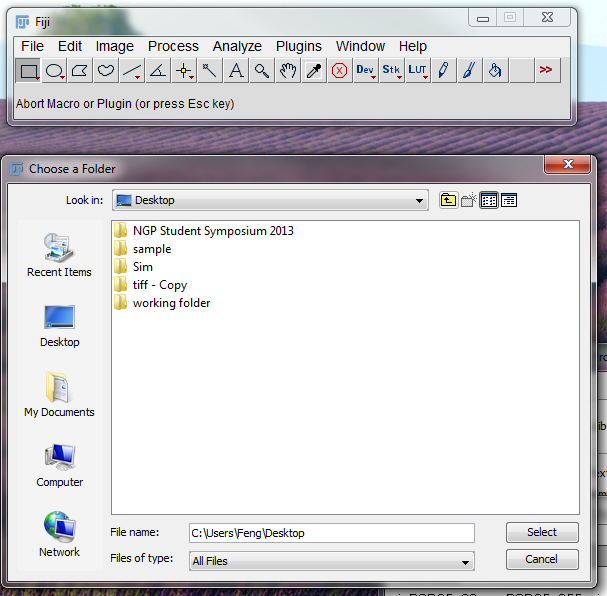 Fiji
File Edit Image Process Analyze Plugins Window Help
A Dev Stk LUT >>
Abort Macro or Plugin (or press Esc key)
Choose a Folder
Look in: Desktop
NGP Student Symposium 2013
sample
Sim
tiff - Copy
working folder
Recent Items
Desktop
My Documents
Computer
Network
File name: C:\Users\Feng\Desktop Select
Files of type: All Files Cancel